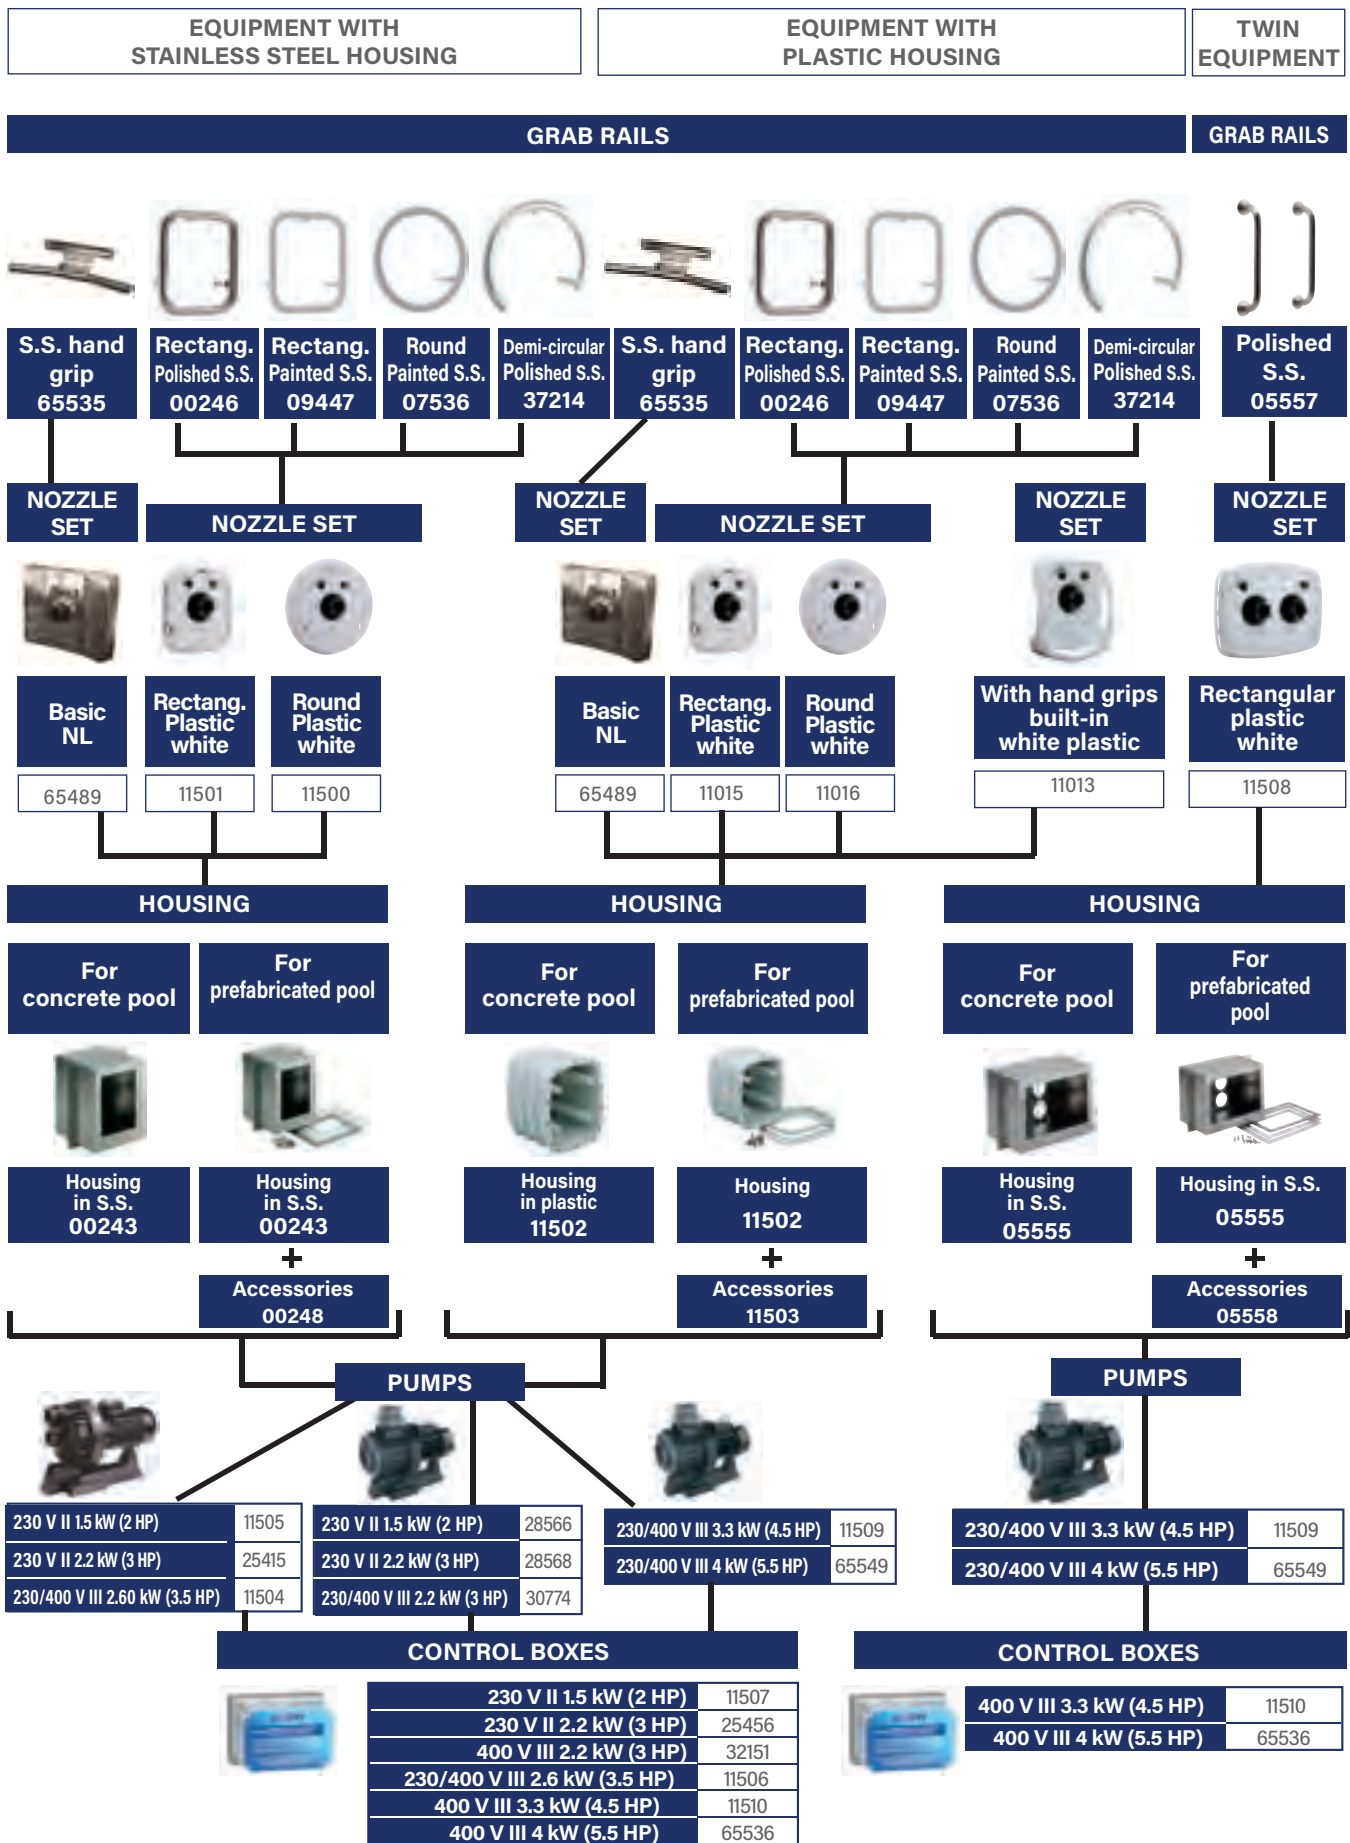 EQUIPMENT WITH
STAINLESS STEEL HOUSING
EQUIPMENT WITH
PLASTIC HOUSING
TWIN
EQUIPMENT
GRAB RAILS
GRAB RAILS
S.S. hand
grip
65535
Rectang.
Polished S.S.
00246
Rectang.
Painted S.S.
09447
Round
Painted S.S.
07536
Demi-circular
Polished S.S.
37214
S.S. hand
grip
65535
Rectang.
Polished S.S.
00246
Rectang.
Painted S.S.
09447
Round
Painted S.S.
07536
Demi-circular
Polished S.S.
37214
Polished
S.S.
05557
NOZZLE
SET
NOZZLE SET
NOZZLE
SET
NOZZLE SET
NOZZLE
SET
NOZZLE
SET
Basic
NL
Rectang.
Plastic
white
Round
Plastic
white
Basic
NL
Rectang.
Plastic
white
Round
Plastic
white
With hand grips
built-in
white plastic
Rectangular
plastic
white
65489
11501
11500
65489
11015
11016
11013
11508
HOUSING
HOUSING
HOUSING
For
concrete pool
For
prefabricated pool
For
concrete pool
For
prefabricated pool
For
concrete pool
For
prefabricated
pool
Housing
in S.S.
00243
Housing
in S.S.
00243
Housing
in plastic
11502
Housing
11502
Housing
in S.S.
05555
Housing in S.S.
05555
+
+
+
Accessories
00248
Accessories
11503
Accessories
05558
PUMPS
PUMPS
230 V II 1.5 kW (2 HP) 11505
230 V II 2.2 kW (3 HP) 25415
230/400 V III 2.60 kW (3.5 HP) 11504
230 V II 1.5 kW (2 HP) 28566
230 V II 2.2 kW (3 HP) 28568
230/400 V III 2.2 kW (3 HP) 30774
230/400 V III 3.3 kW (4.5 HP) 11509
230/400 V III 4 kW (5.5 HP) 65549
230/400 V III 3.3 kW (4.5 HP) 11509
230/400 V III 4 kW (5.5 HP) 65549
CONTROL BOXES
CONTROL BOXES
230 V II 1.5 kW (2 HP) 11507
230 V II 2.2 kW (3 HP) 25456
400 V III 2.2 kW (3 HP) 32151
230/400 V III 2.6 kW (3.5 HP) 11506
400 V III 3.3 kW (4.5 HP) 11510
400 V III 4 kW (5.5 HP) 65536
400 V III 3.3 kW (4.5 HP) 11510
400 V III 4 kW (5.5 HP) 65536